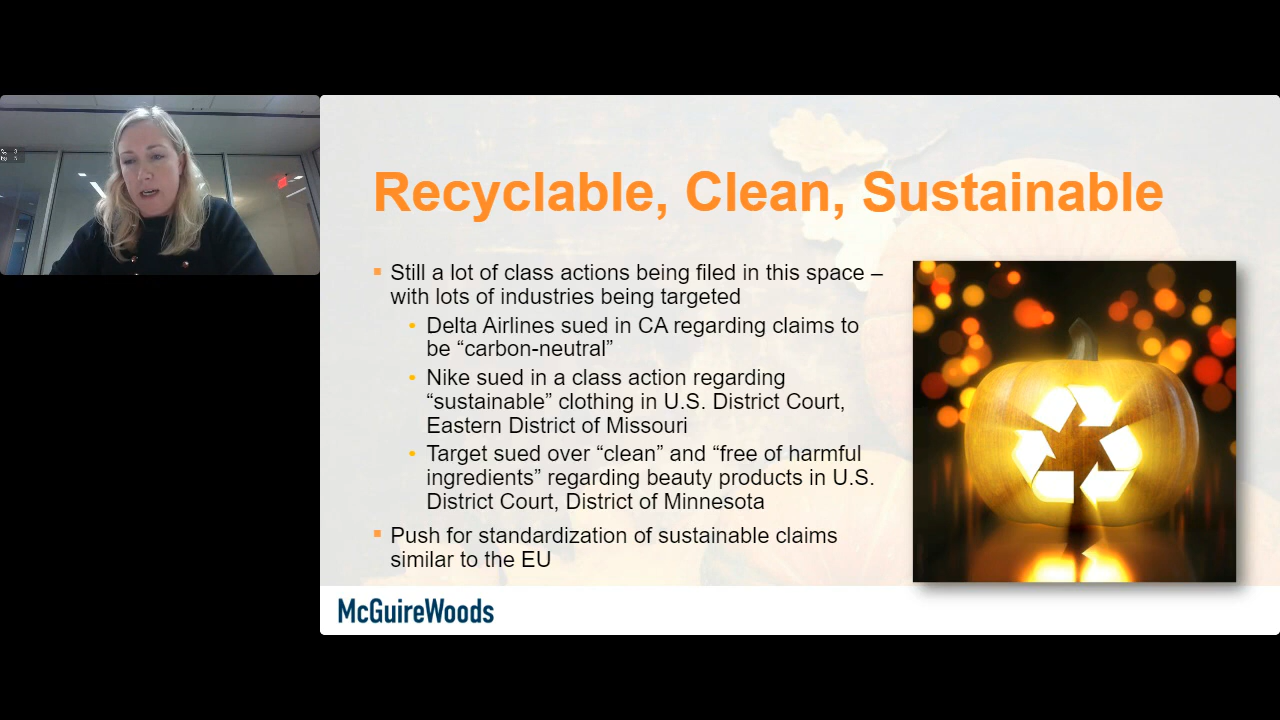 Recyclable, Clean, Sustainable
Still a lot of class actions being filed in this space –
with lots of industries being targeted
Delta Airlines sued in CA regarding claims to
be “carbon-neutral”
Nike sued in a class action regarding
“sustainable” clothing in U.S. District Court,
Eastern District of Missouri
Target sued over “clean” and “free of harmful
ingredients” regarding beauty products in U.S.
District Court, District of Minnesota
Push for standardization of sustainable claims
similar to the EU
McGuireWoods